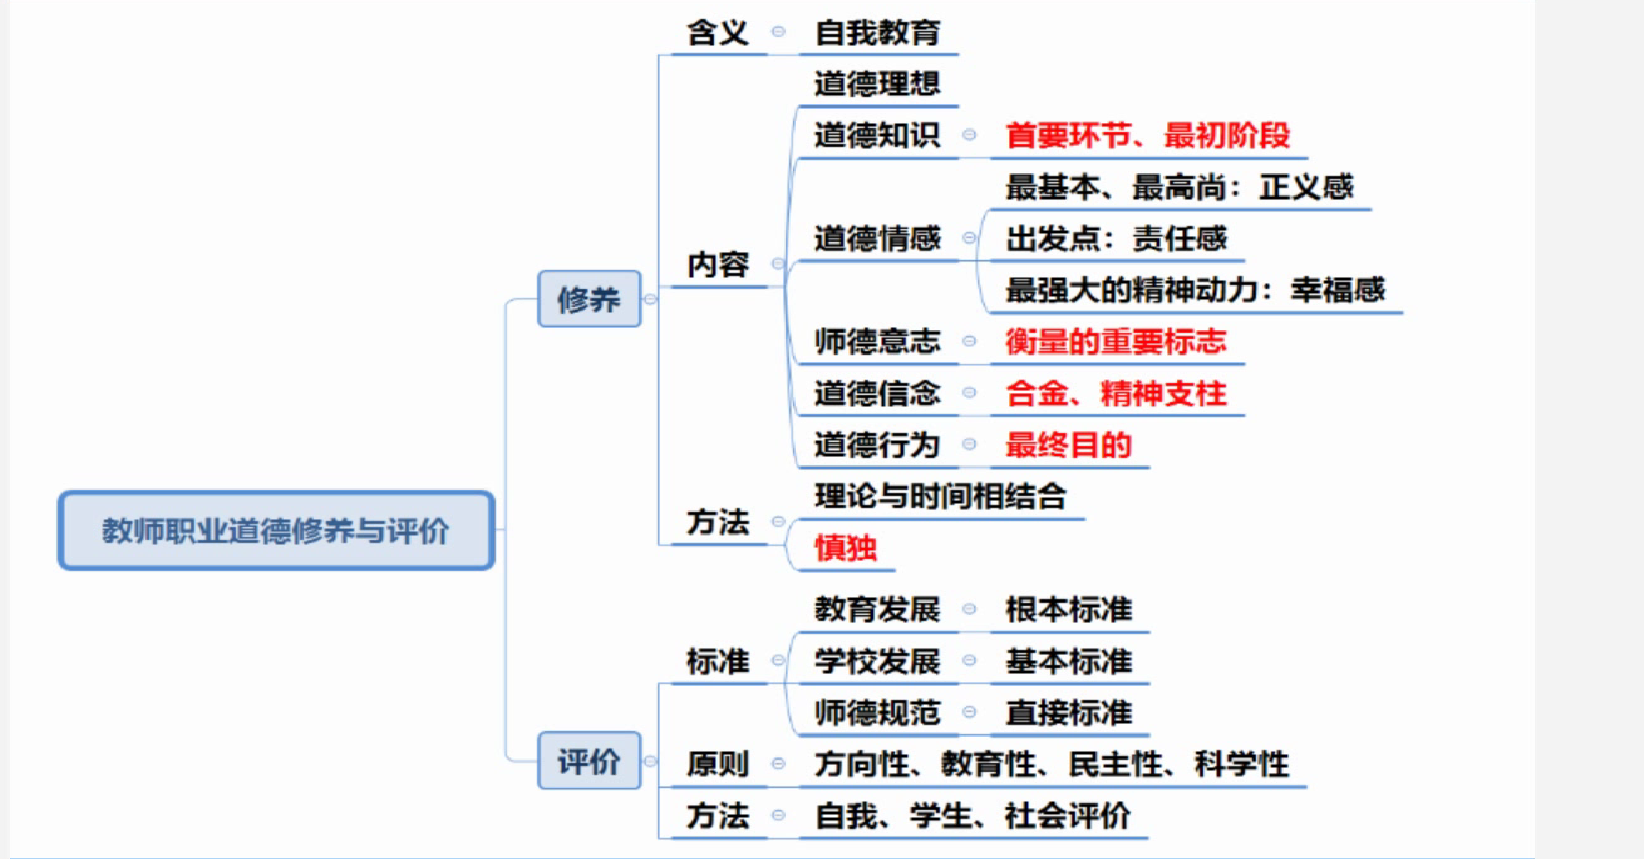 含义
自我教育
道德理想
道德知识
首要环节、最初阶段
最基本、最高尚：正义感
内容
道德情感
出发点：责任感
最强大的精神动力：幸福感
修养
师德意志
衡量的重要标志
道德信念
合金、精神支柱
道德行为
最终目的
理论与时间相结合
方法
慎独
教师职业道德修养与评价
教育发展
根本标准
标准
学校发展
基本标准
师德规范
直接标准
评价
原则
方向性、教育性、民主性、科学性
方法
自我、学生、社会评价